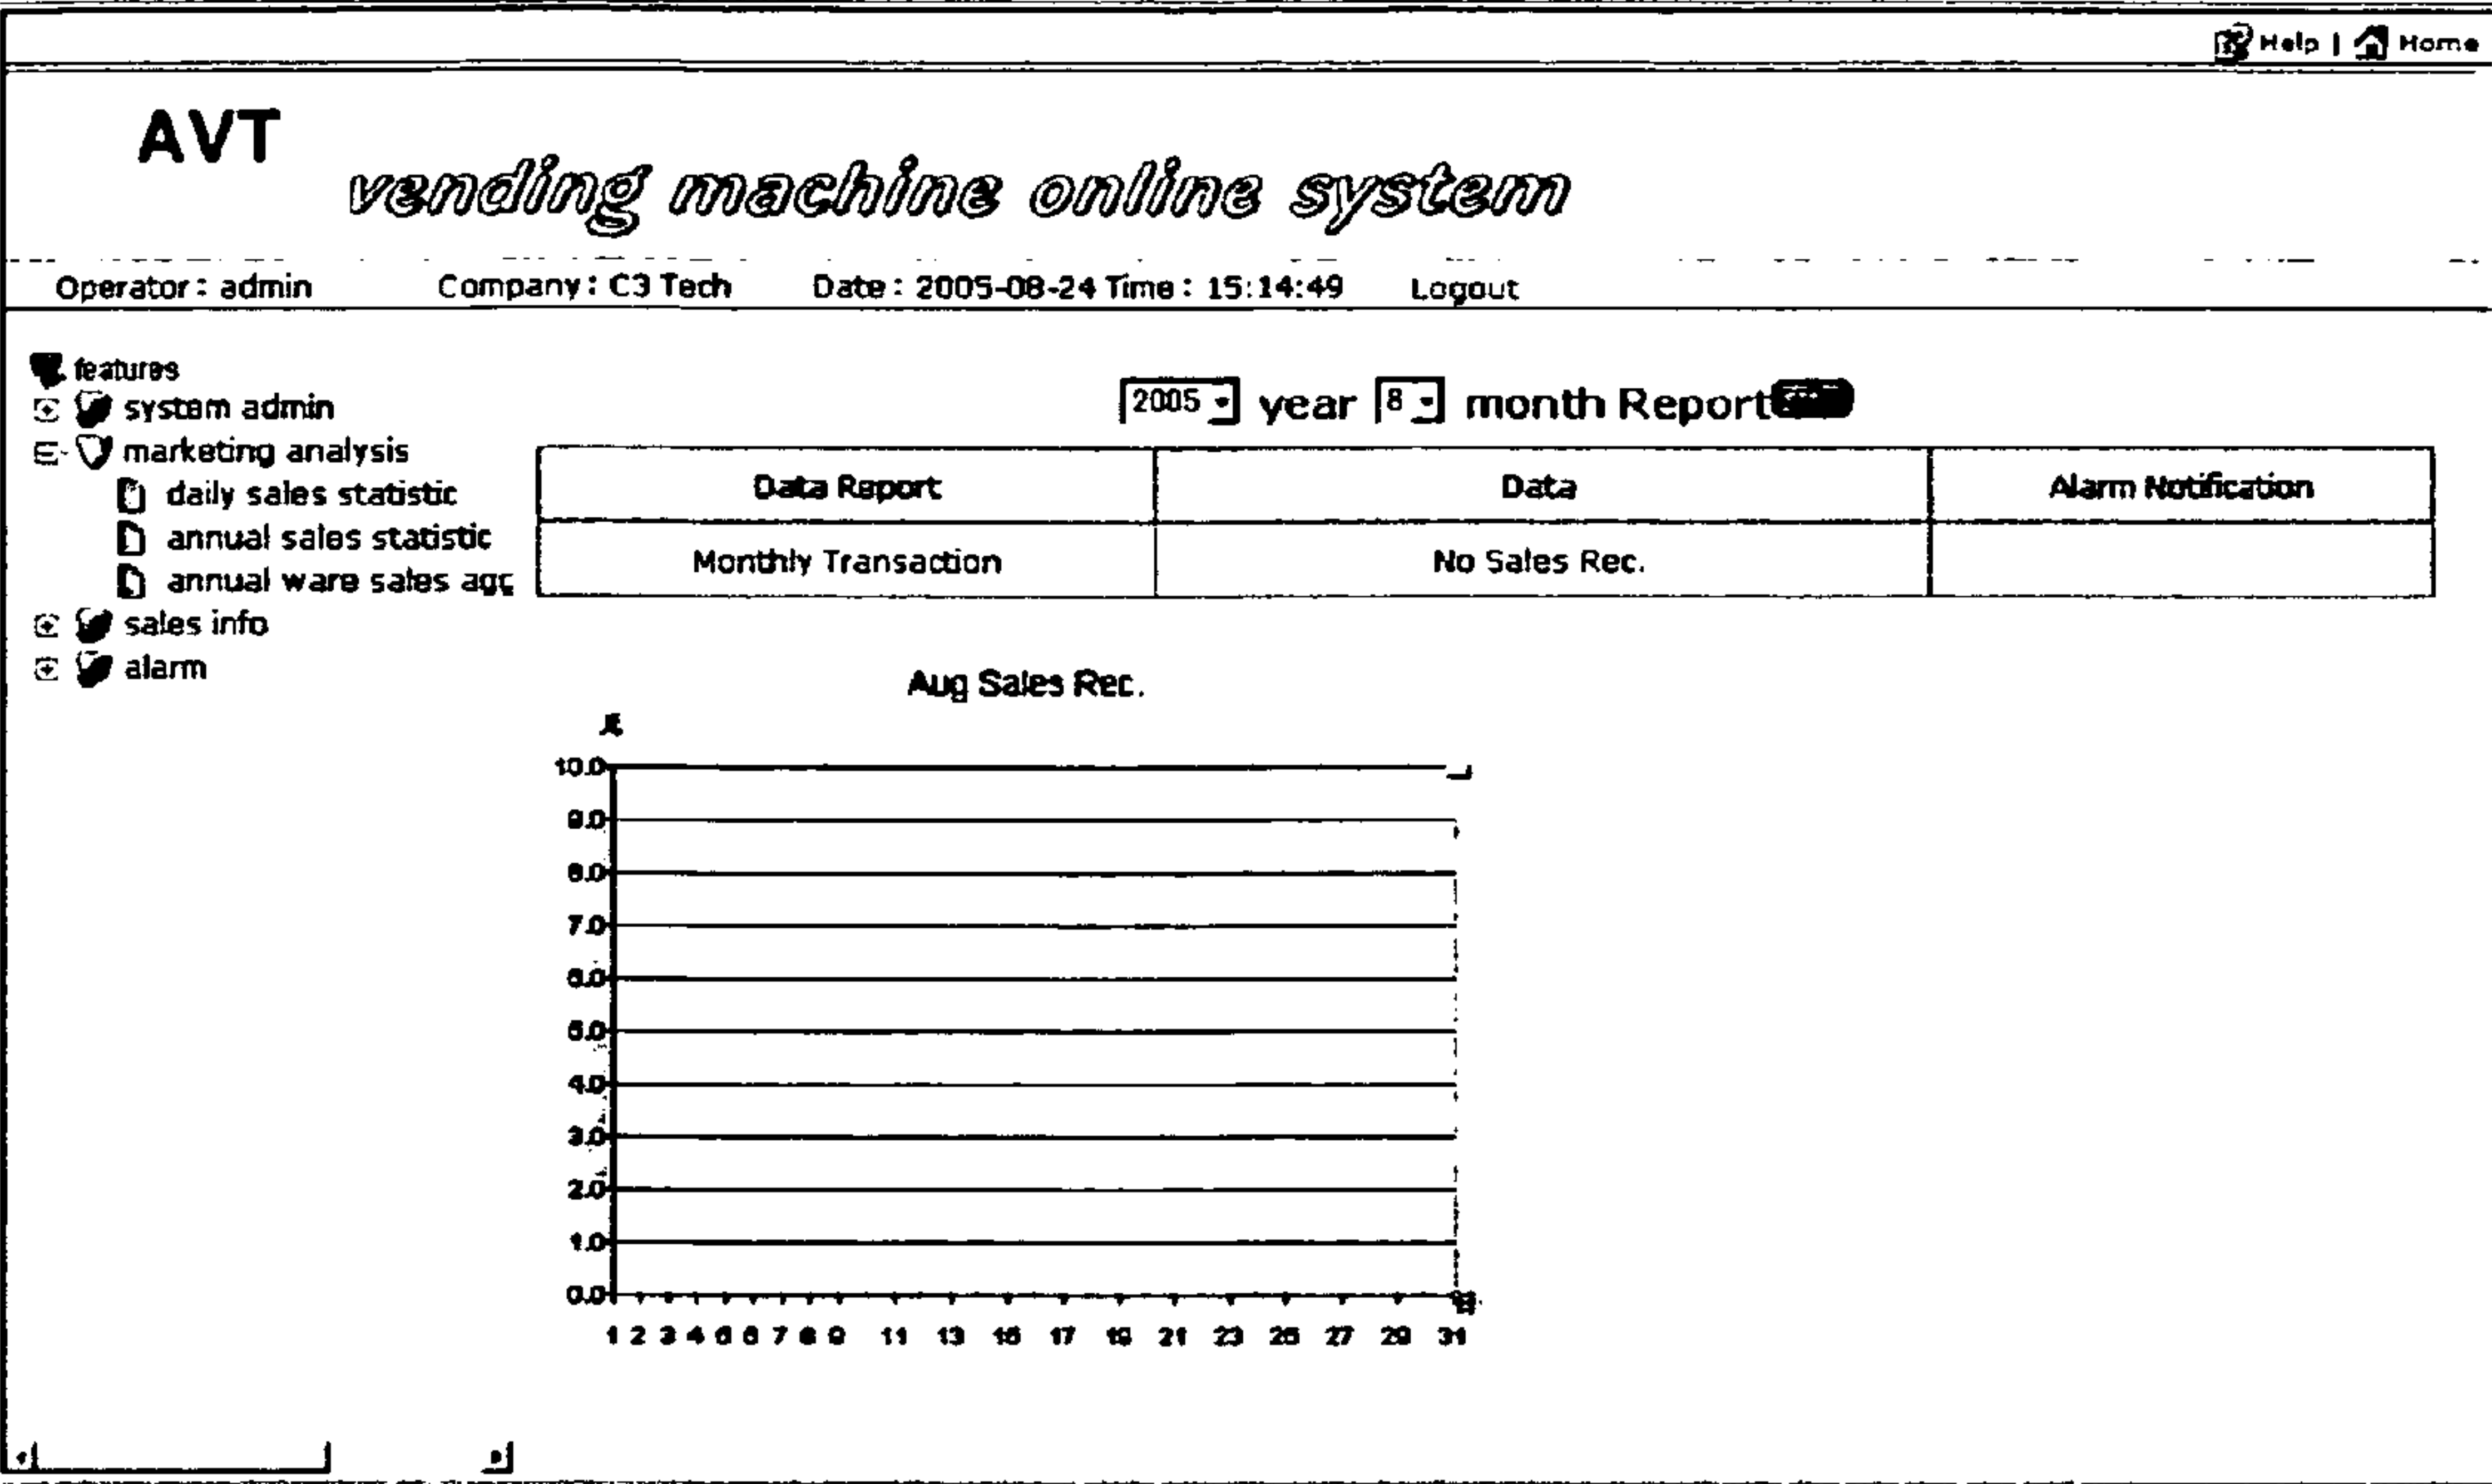 Help | Home
AVT
vending machine online system
Operator : admin Company : C3 Tech Date : 2005-08-24 Time : 15:14:49 Logout
features
system admin
marketing analysis
daily sales statistic
annual sales statistic
annual ware sales agg
sales info
alarm
2005 year 8 month Report
Data Report Data Alarm Notification
Monthly Transaction No Sales Rec.
Aug Sales Rec.
10.0
9.0
8.0
7.0
6.0
5.0
4.0
3.0
2.0
1.0
0.0
1 2 3 4 5 6 7 8 9 11 13 15 17 19 21 23 25 27 29 31